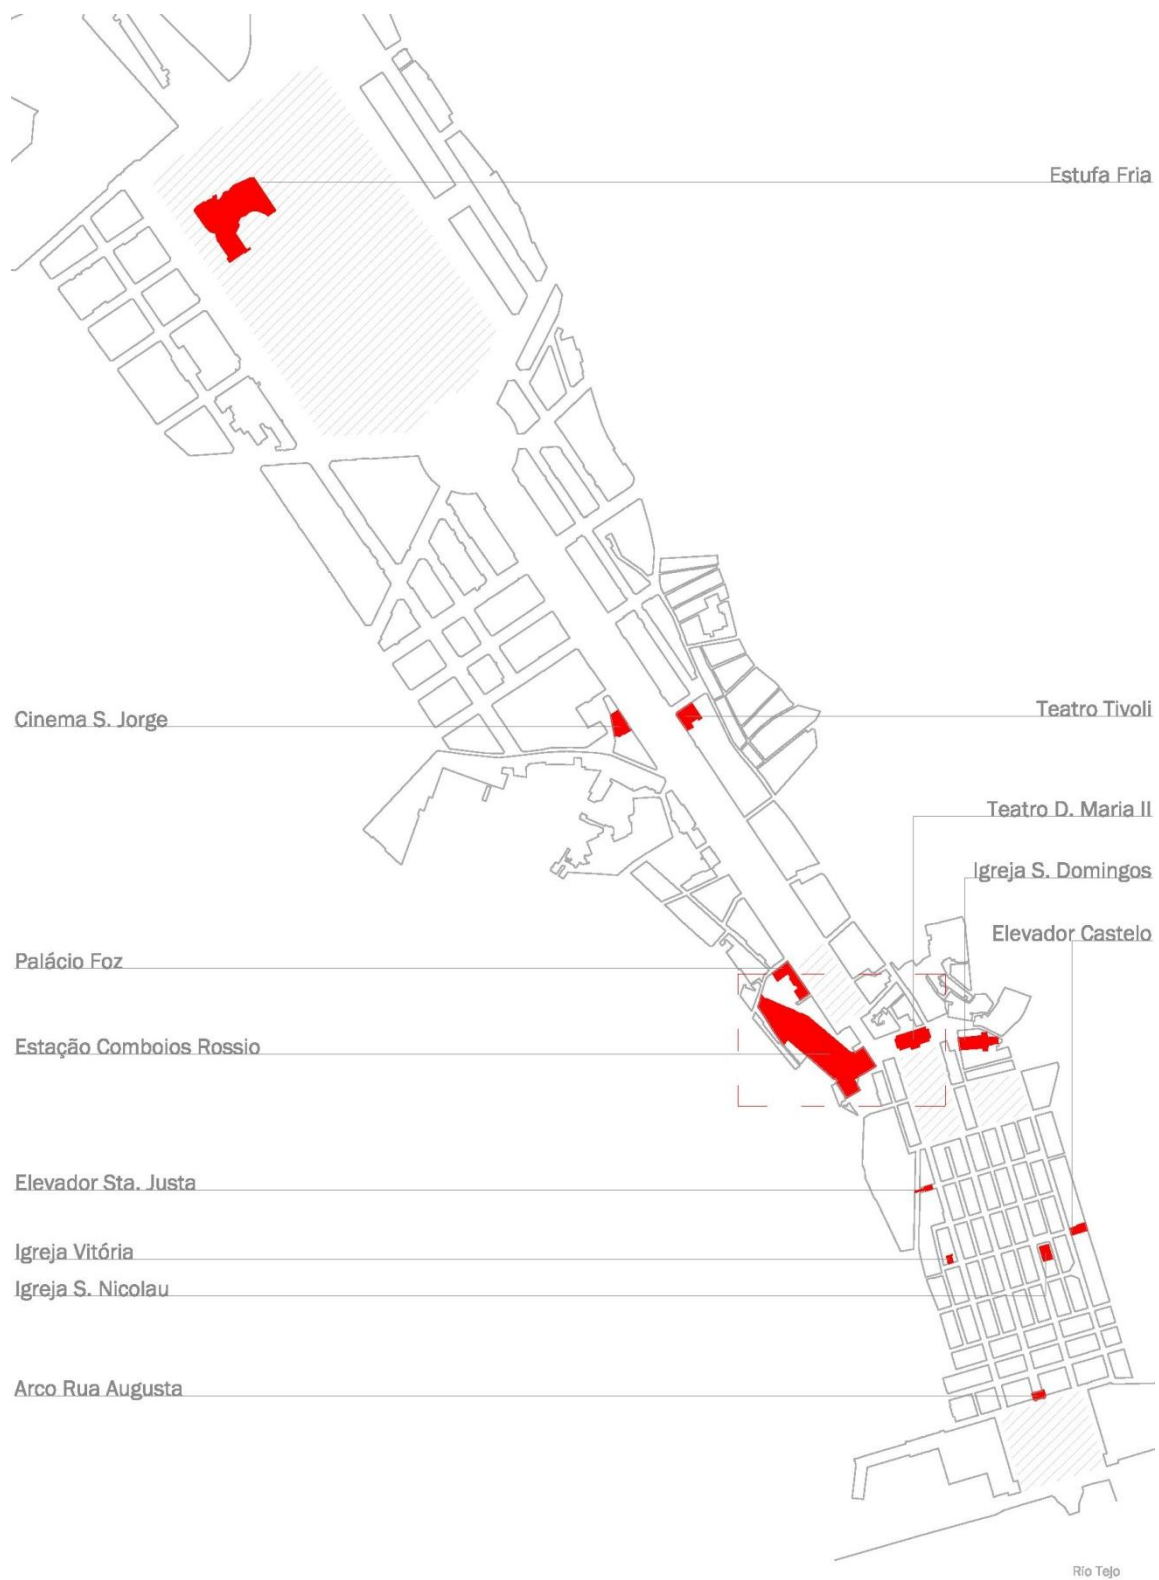 Estufa Fria
Teatro Tivoli
Cinema S. Jorge
Teatro D. Maria II
Igreja S. Domingos
Elevador Castelo
Palácio Foz
Estação Comboios Rossio
Elevador Sta. Justa
Igreja Vitória
Igreja S. Nicolau
Arco Rua Augusta
Rio Tejo